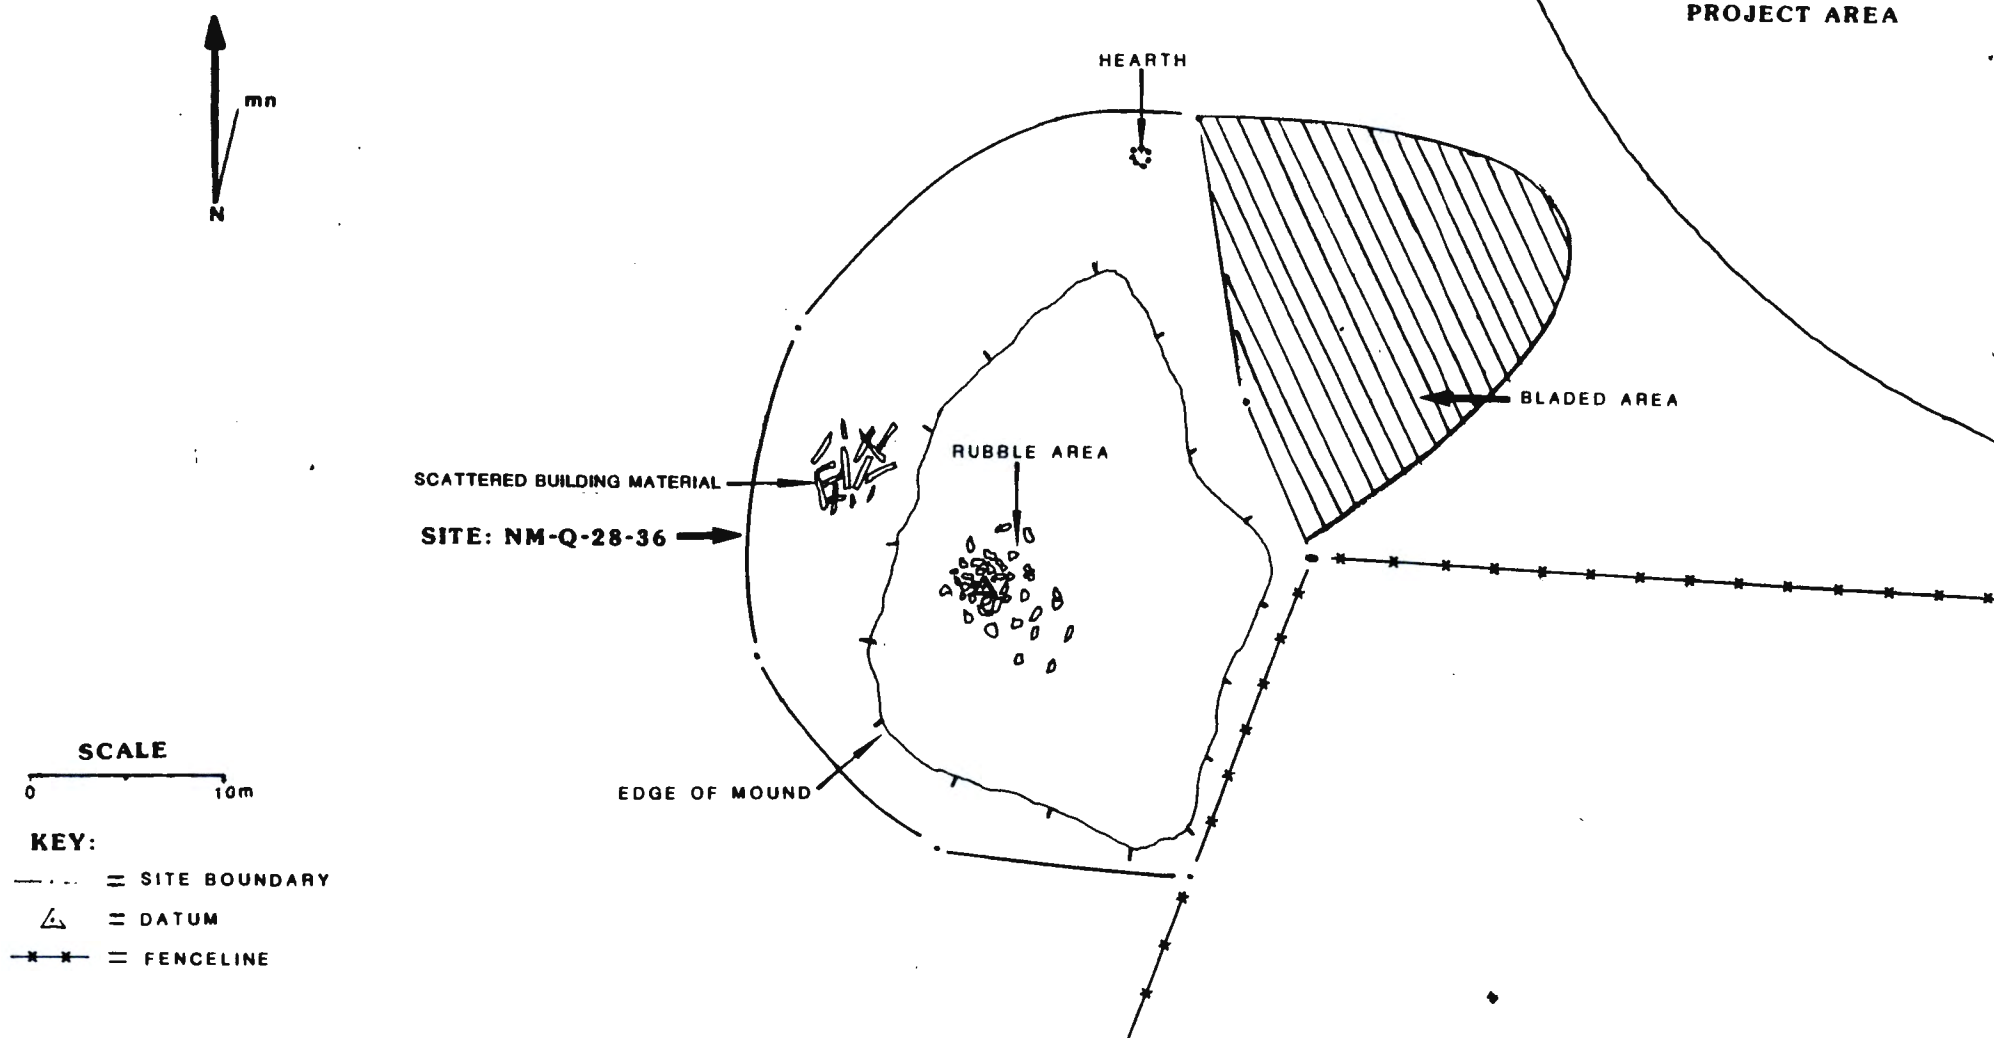 PROJECT AREA
HEARTH
mn
N
BLADED AREA
RUBBLE AREA
SCATTERED BUILDING MATERIAL
SITE: NM-Q-28-36
SCALE
0 10m
EDGE OF MOUND
KEY:
= SITE BOUNDARY
= DATUM
= FENCELINE